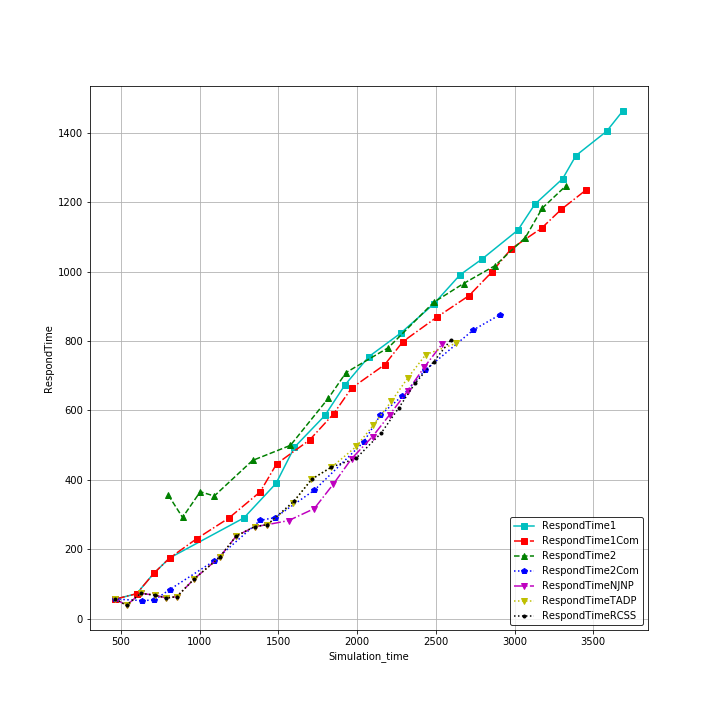 1400
1200
1000
800
600
400
200
0
RespondTime
500
1000
1500
2000
2500
3000
3500
Simulation_time
RespondTime1
RespondTime1Com
RespondTime2
RespondTime2Com
RespondTimeNJNP
RespondTimeTADP
RespondTimeRCSS